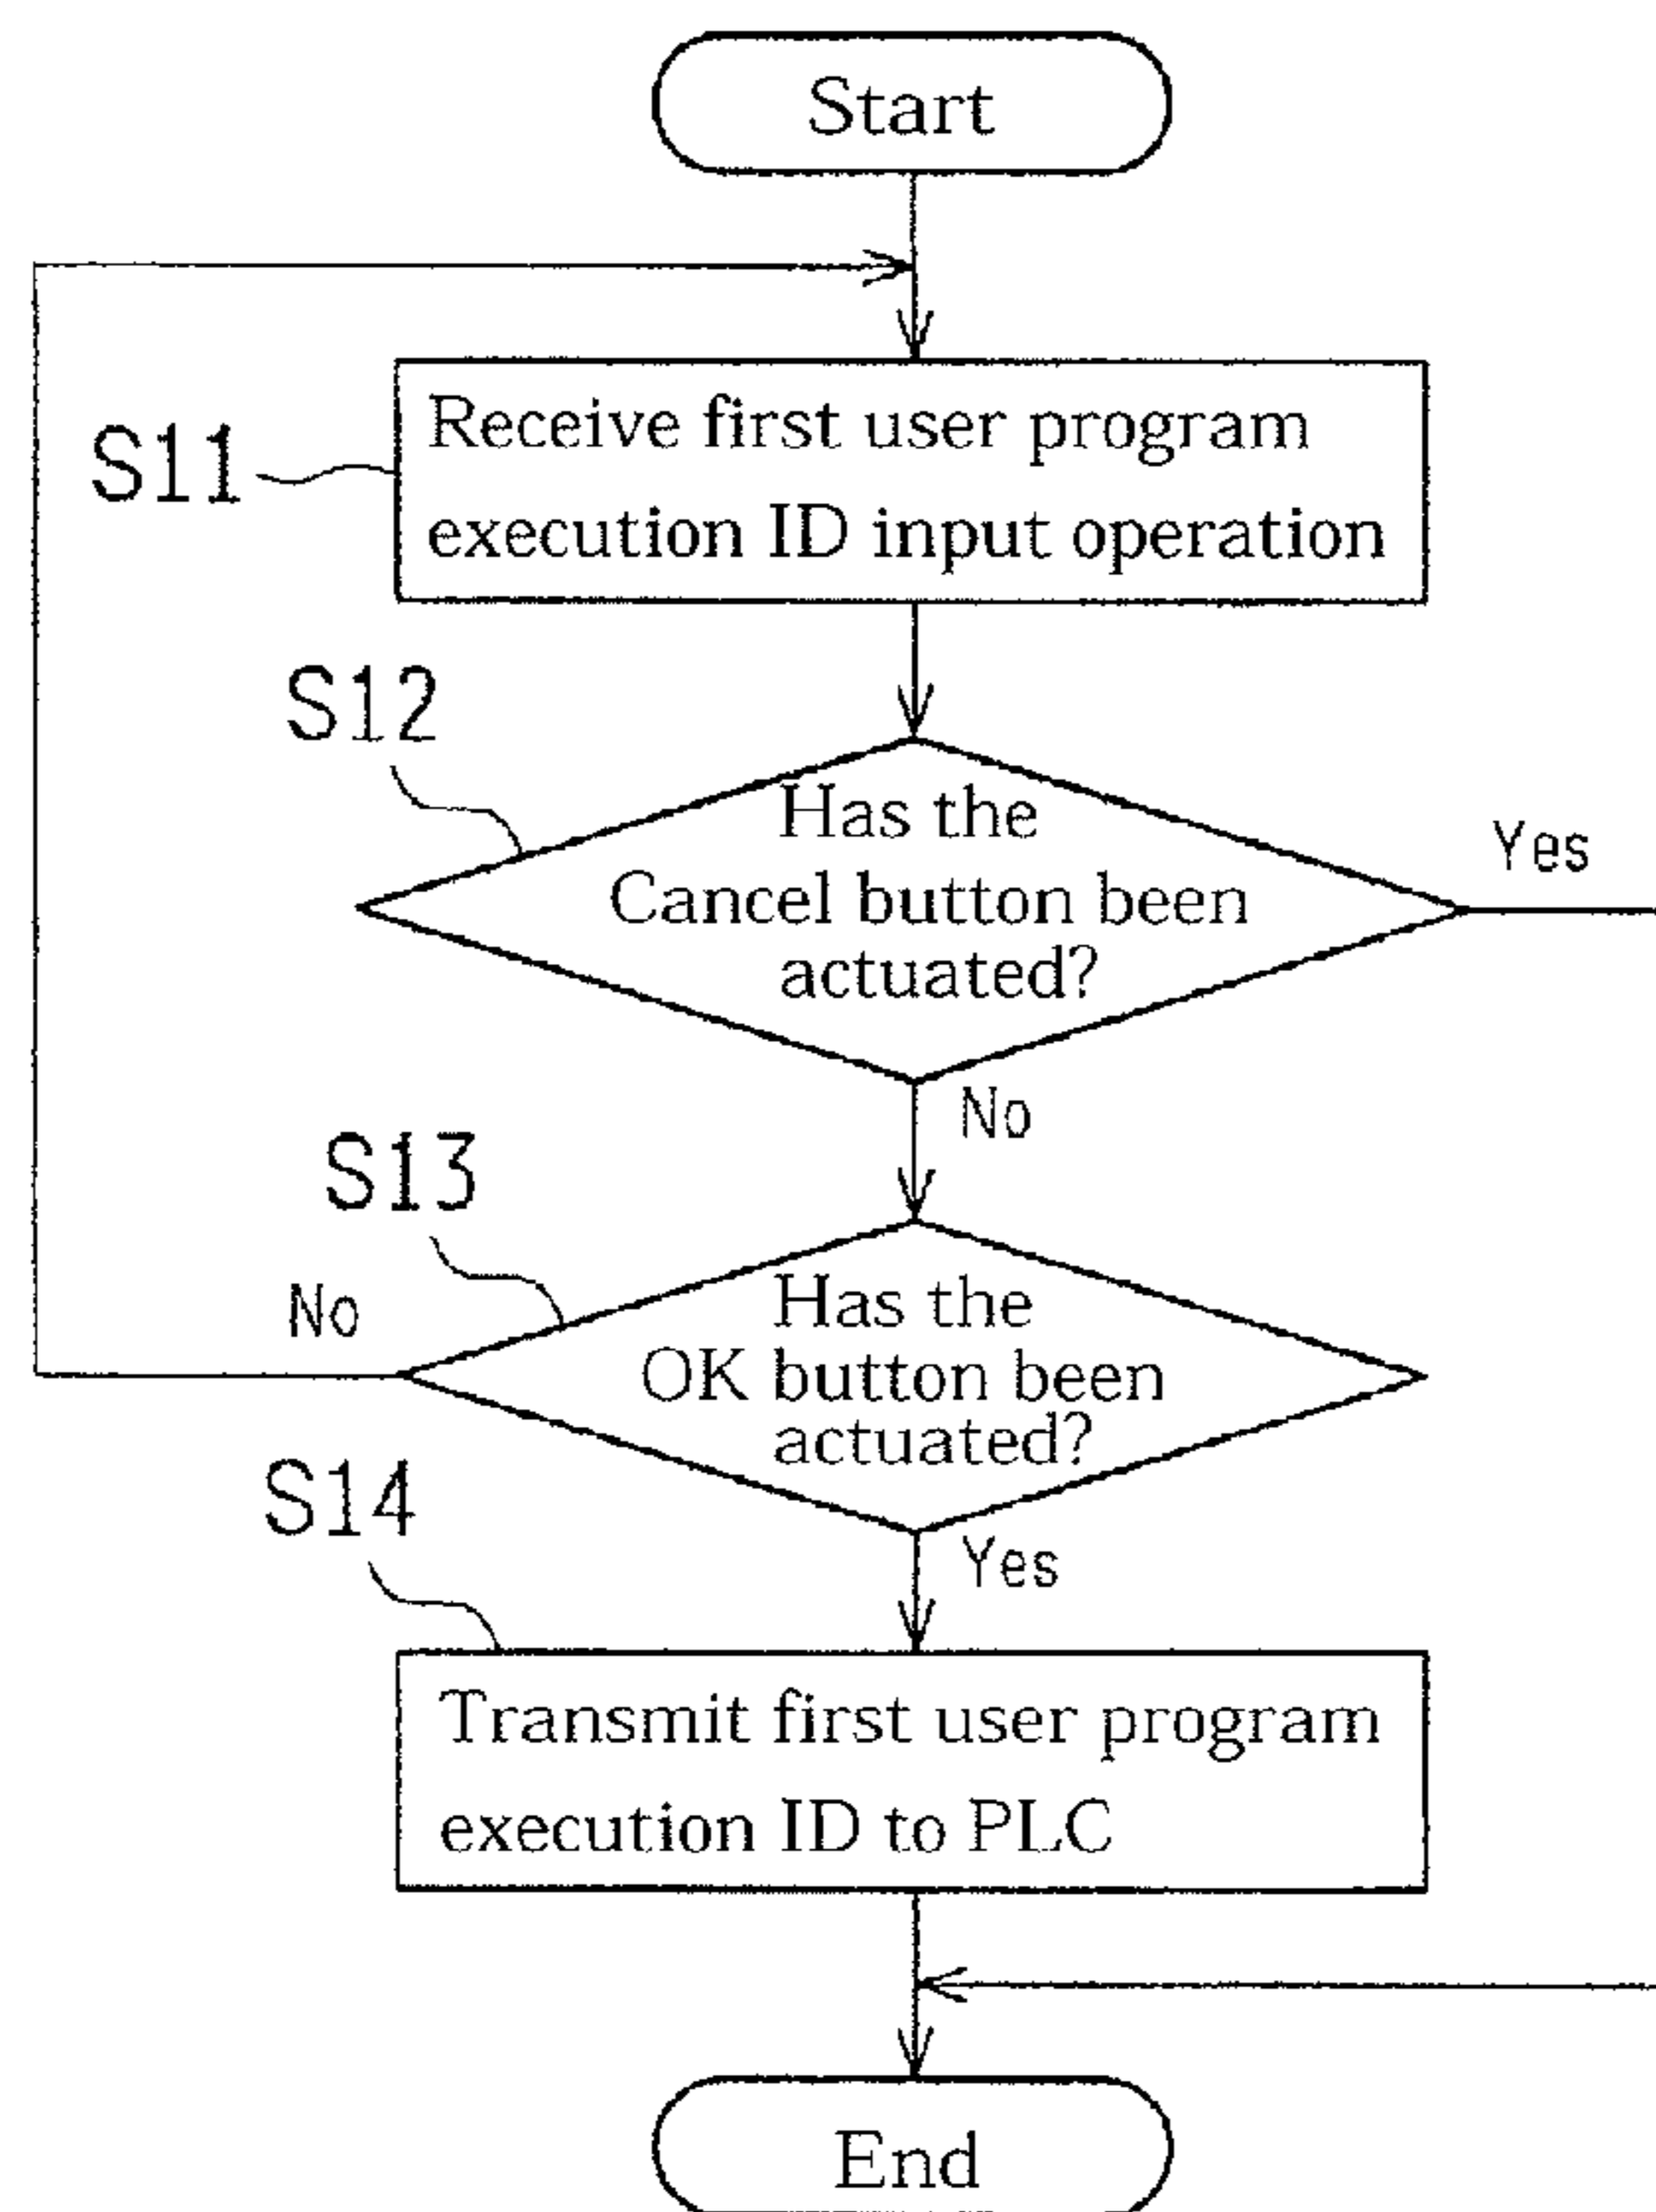 Start
S11
Receive first user program
execution ID input operation
S12
Has the
Cancel button been
actuated?
Yes
No
S13
Has the
OK button been
actuated?
No
Yes
S14
Transmit first user program
execution ID to PLC
End